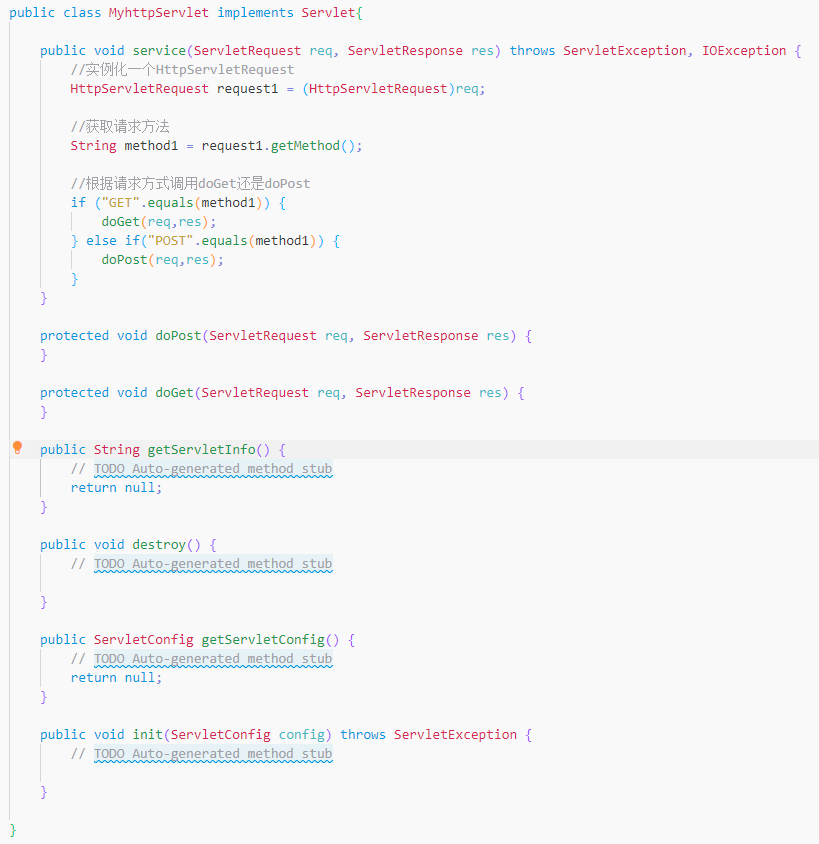 public class MyhttpServlet implements Servlet{
public void service(ServletRequest req, ServletResponse res) throws ServletException, IOException {
//实例化一个HttpServletRequest
HttpServletRequest request1 = (HttpServletRequest)req;
//获取请求方法
String method1 = request1.getMethod();
//根据请求方式调用doGet还是doPost
if ("GET".equals(method1)) {
doGet(req,res);
} else if("POST".equals(method1)) {
doPost(req,res);
}
}
protected void doPost(ServletRequest req, ServletResponse res) {
}
protected void doGet(ServletRequest req, ServletResponse res) {
}
public String getServletInfo() {
// TODO Auto-generated method stub
return null;
}
public void destroy() {
// TODO Auto-generated method stub
}
public ServletConfig getServletConfig() {
// TODO Auto-generated method stub
return null;
}
public void init(ServletConfig config) throws ServletException {
// TODO Auto-generated method stub
}
}